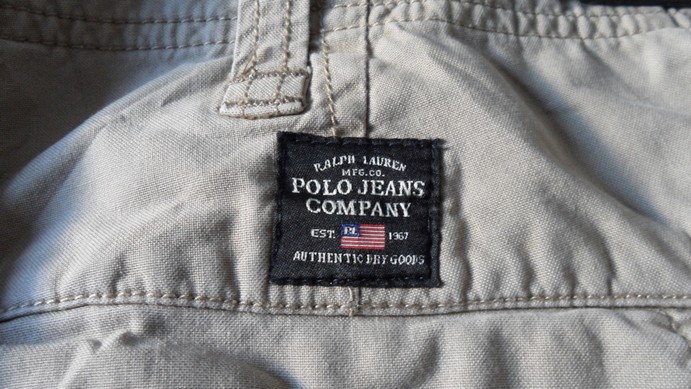 RALPH LAUREN
MFG.CO.
POLO JEANS
COMPANY
EST. RL 1967
AUTHENTIC DRY GOODS